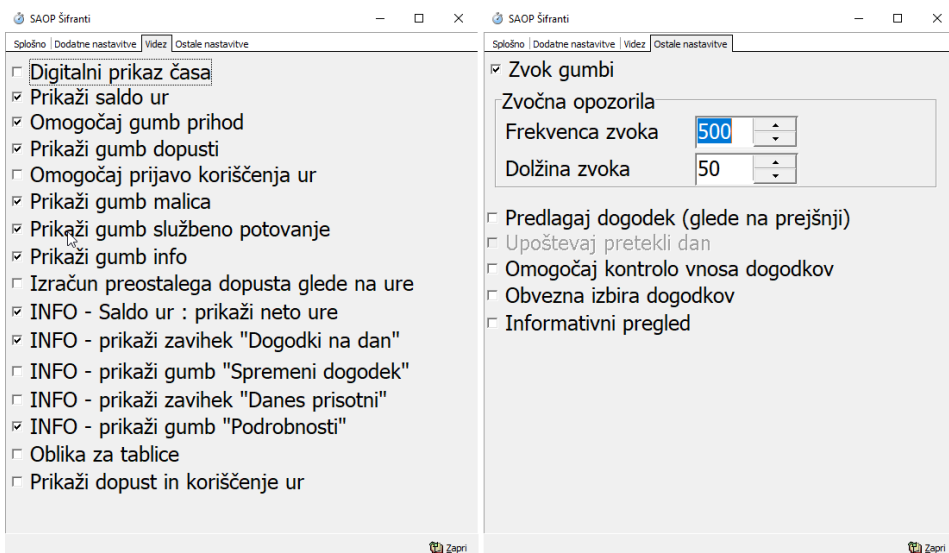 SAOP Šifranti
Splošno Dodatne nastavitve Videz Ostale nastavitve
Digitalni prikaz časa
Prikaži saldo ur
Omogočaj gumb prihod
Prikaži gumb dopusti
Omogočaj prijavo koriščenja ur
Prikaži gumb malica
Prikaži gumb službeno potovanje
Prikaži gumb info
Izračun preostalega dopusta glede na ure
INFO - Saldo ur : prikaži neto ure
INFO - prikaži zavihek "Dogodki na dan"
INFO - prikaži gumb "Spremeni dogodek"
INFO - prikaži zavihek "Danes prisotni"
INFO - prikaži gumb "Podrobnosti"
Oblika za tablice
Prikaži dopust in koriščenje ur
Zapri
SAOP Šifranti
Splošno Dodatne nastavitve Videz Ostale nastavitve
Zvok gumbi
Zvočna opozorila
Frekvenca zvoka 500
Dolžina zvoka 50
Predlagaj dogodek (glede na prejšnji)
Upoštevaj pretekli dan
Omogočaj kontrolo vnosa dogodkov
Obvezna izbira dogodkov
Informativni pregled
Zapri